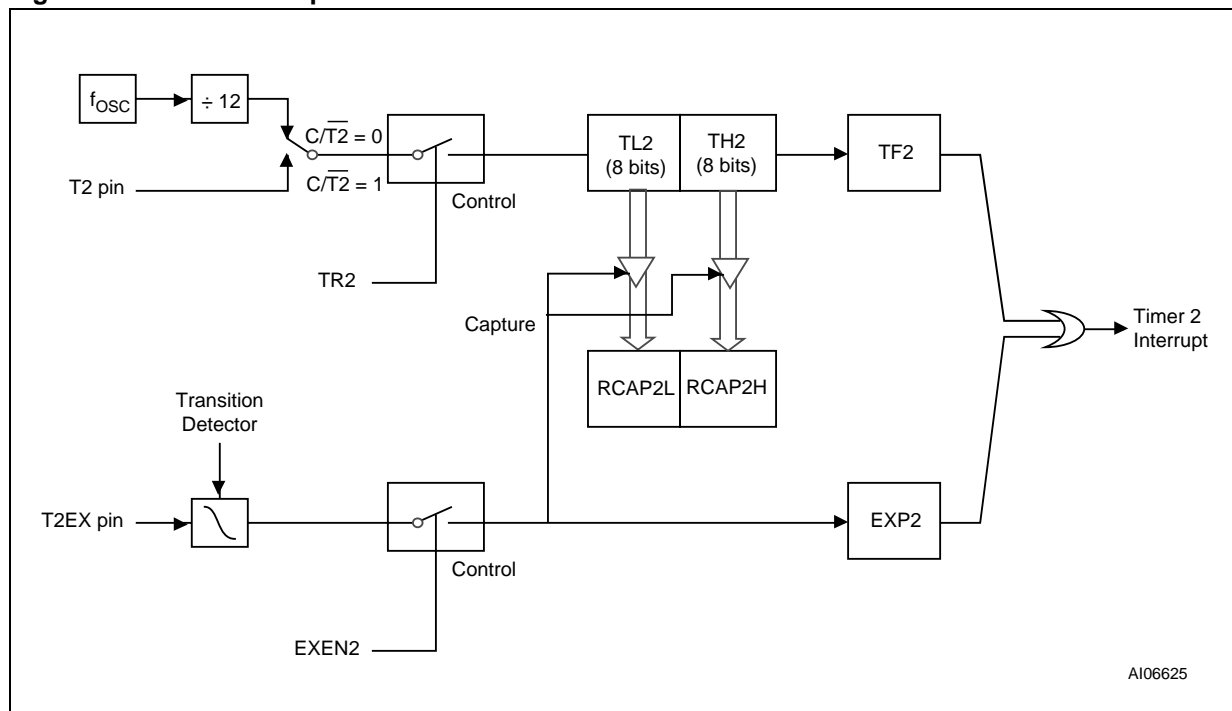 fOSC
÷ 12
C/T2 = 0
C/T2 = 1
T2 pin
Control
TR2
TL2
(8 bits)
TH2
(8 bits)
TF2
Capture
RCAP2L
RCAP2H
Timer 2
Interrupt
Transition
Detector
T2EX pin
Control
EXEN2
EXP2
AI06625